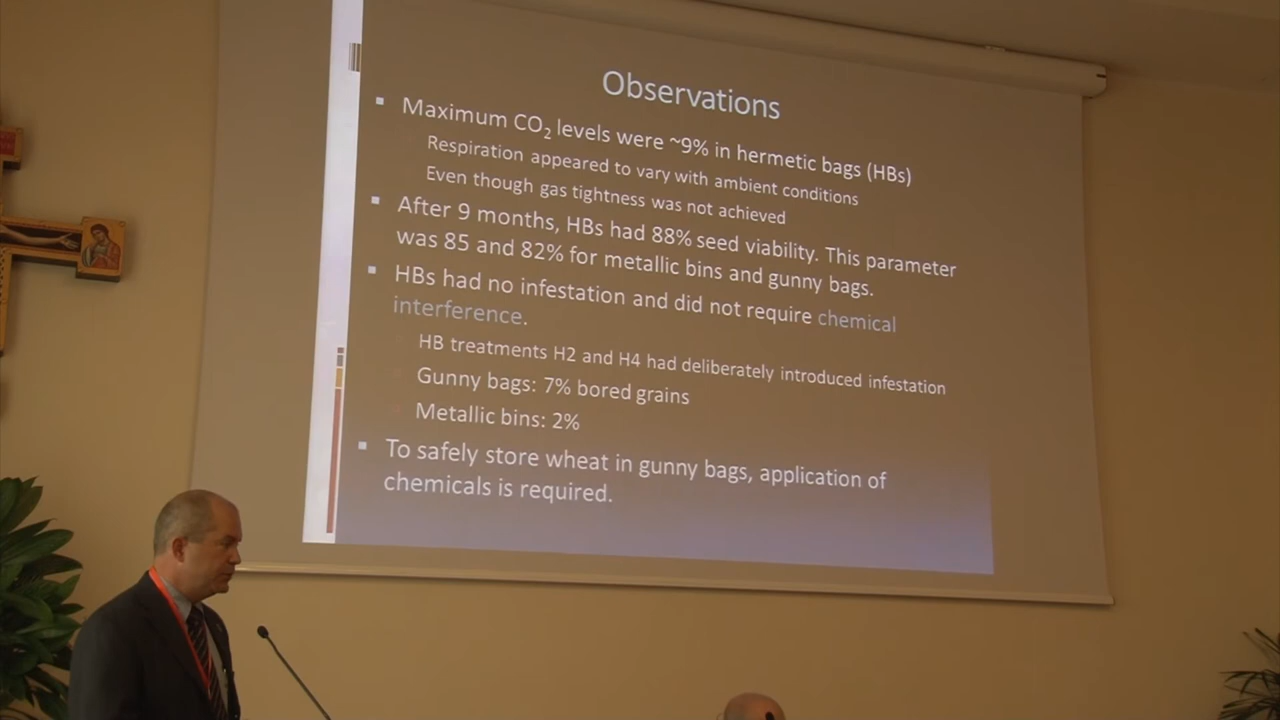 Observations
Maximum CO₂ levels were ~9% in hermetic bags (HBs)
Respiration appeared to vary with ambient conditions
Even though gas tightness was not achieved
After 9 months, HBs had 88% seed viability. This parameter
was 85 and 82% for metallic bins and gunny bags.
HBs had no infestation and did not require chemical
interference.
HB treatments H2 and H4 had deliberately introduced infestation
Gunny bags: 7% bored grains
Metallic bins: 2%
To safely store wheat in gunny bags, application of
chemicals is required.